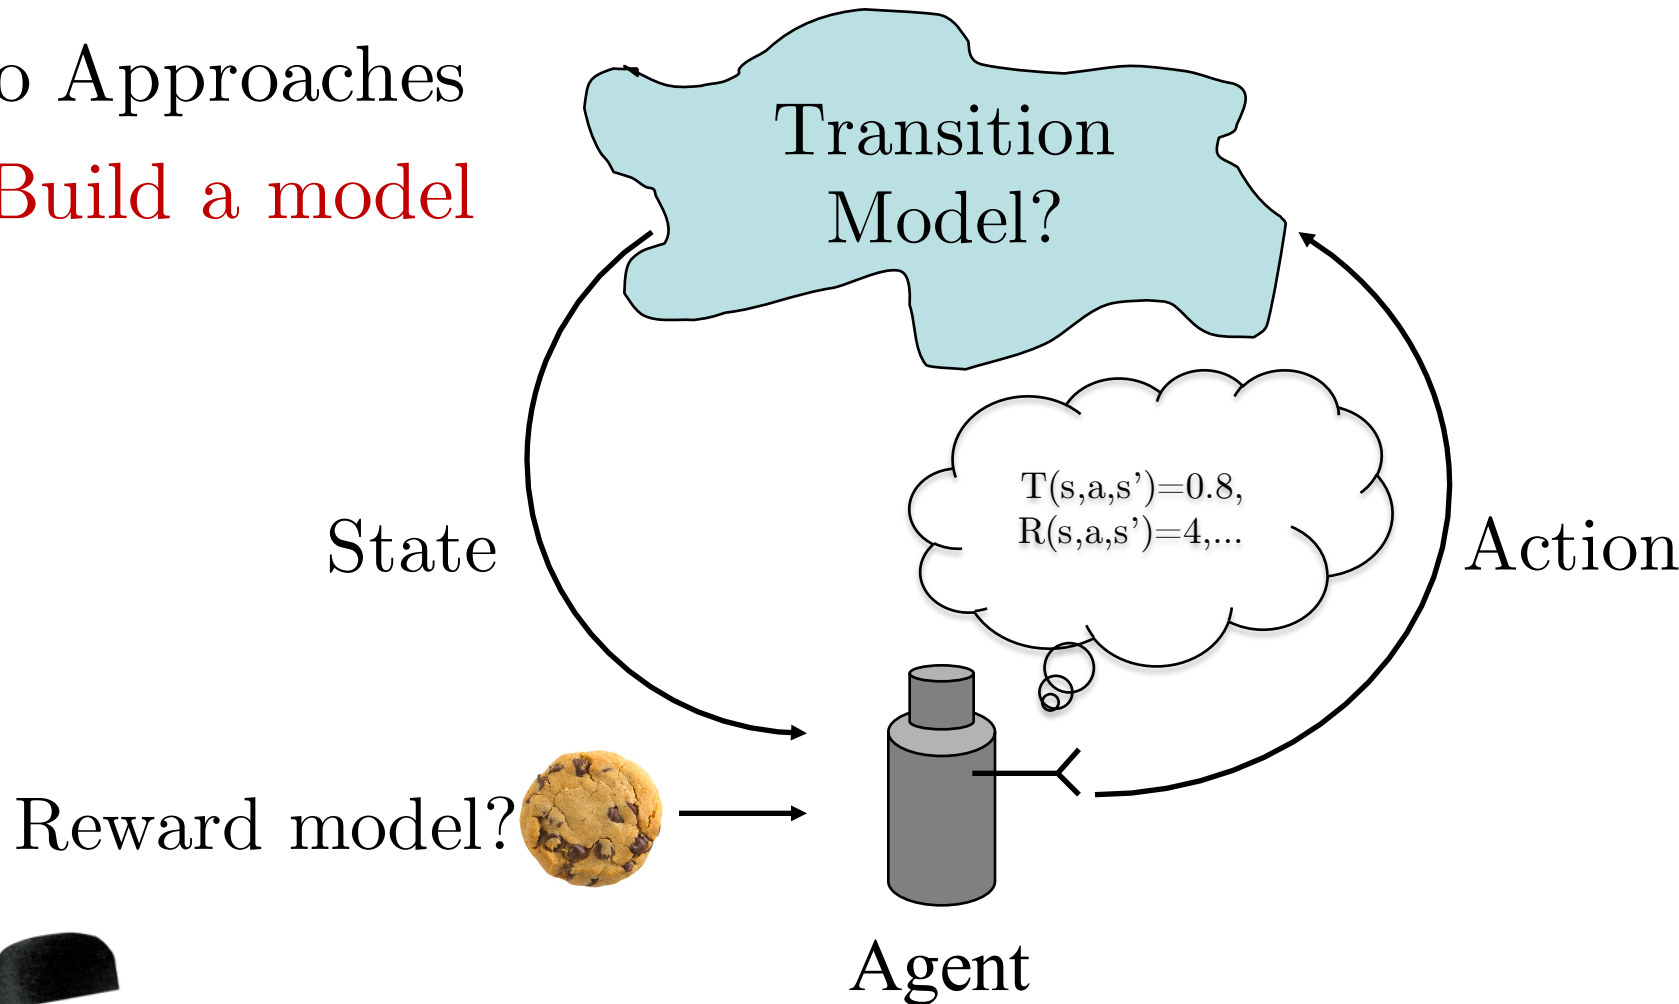 o Approaches
Build a model
Transition
Model?
T(s,a,s')=0.8,
R(s,a,s')=4,...
State
Action
Reward model?
Agent